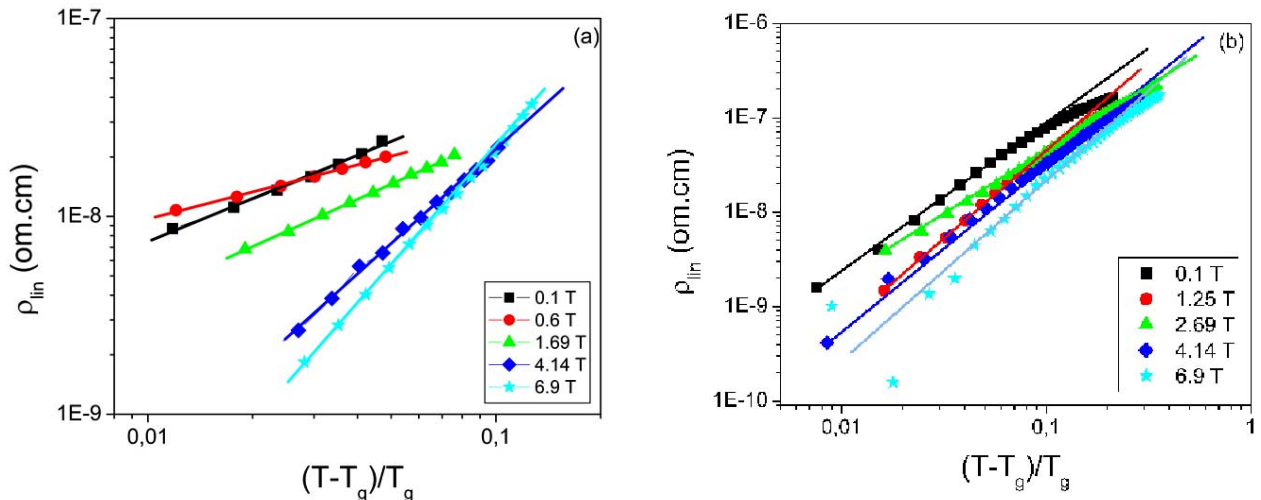 1E-7
(a)
ρlin (om.cm)
1E-8
0.1 T
0.6 T
1.69 T
4.14 T
6.9 T
1E-9
0,01
0,1
(T-Tg)/Tg
1E-6
(b)
1E-7
ρlin (om.cm)
1E-8
0.1 T
1.25 T
1E-9
2.69 T
4.14 T
6.9 T
1E-10
0,01
0,1
1
(T-Tg)/Tg